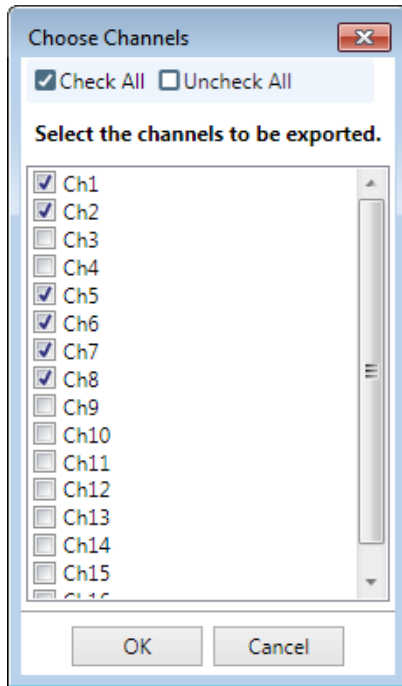 Choose Channels
Check All Uncheck All
Select the channels to be exported.
Ch1
Ch2
Ch3
Ch4
Ch5
Ch6
Ch7
Ch8
Ch9
Ch10
Ch11
Ch12
Ch13
Ch14
Ch15
Ch16
OK Cancel